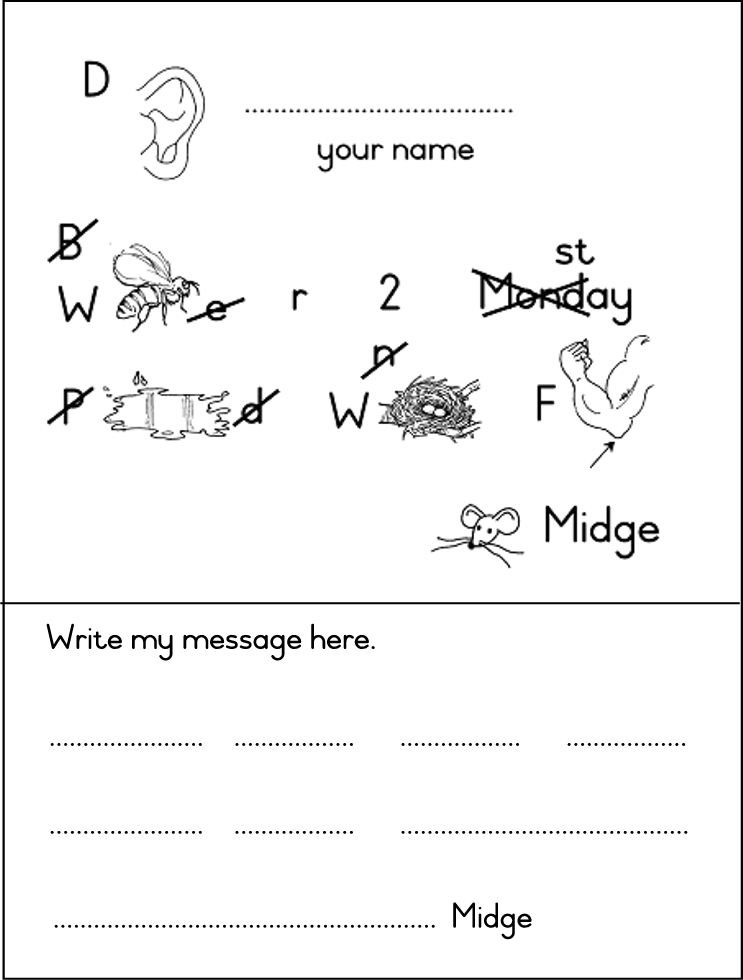 D
your name
B
st
W e r 2 Monday
n
P d W F
Midge
Write my message here.
Midge